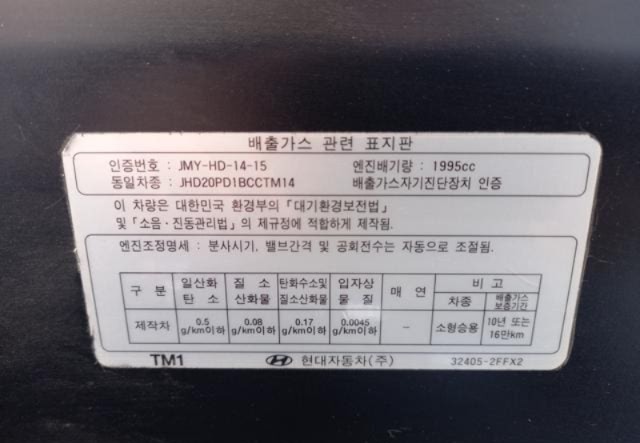 배출가스 관련 표지판
인증번호 : JMY-HD-14-15 엔진배기량 : 1995cc
동일차종 : JHD20PD1BCCTM14 배출가스자기진단장치 인증
이 차량은 대한민국 환경부의 「대기환경보전법」
및 「소음·진동관리법」의 제규정에 적합하게 제작됨.
엔진조정명세 : 분사시기, 밸브간격 및 공회전수는 자동으로 조절됨.
구 분 일산화 탄 소 질 소 산화물 탄화수소및 질소산화물 입자상 물 질 매 연 비 고
차종 배출가스 보증기간
제작차 0.5 g/km이하 0.08 g/km이하 0.17 g/km이하 0.0045 g/km이하 - 소형승용 10년 또는 16만km
TM1 현대자동차(주) 32405-2FFX2